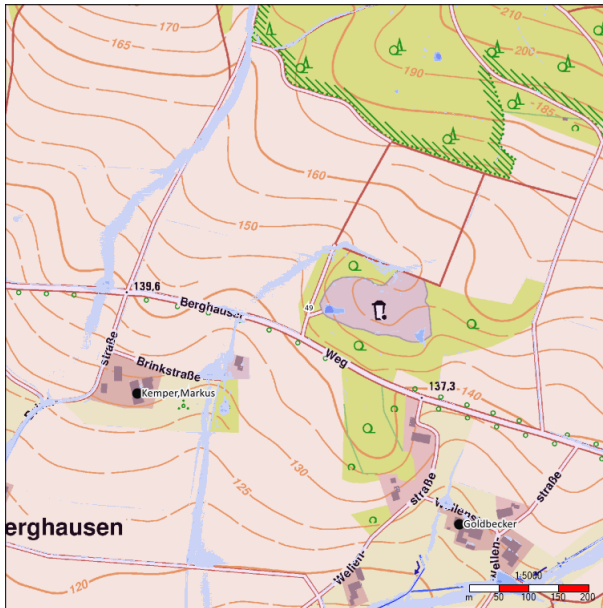 170
165
210
200
190
185
160
150
139,6
49
Berghauser
Weg
straße
Brinkstraße
Kemper,Markus
137,3
140
130
125
straße
Wellens
Goldbecker
straße
erghausen
Wellen-
Wellen-
120
1:5000
m 50 100 150 200